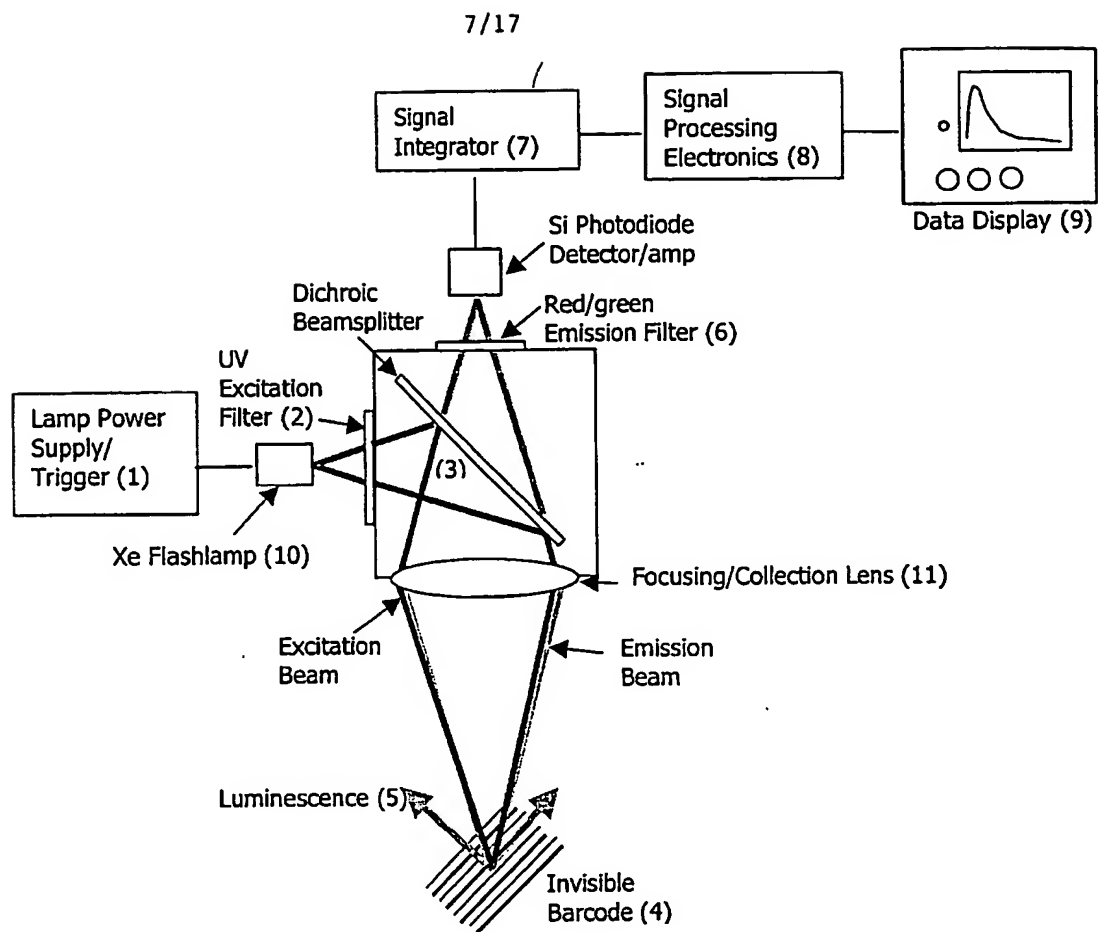 7/17
Signal
Integrator (7)
Signal
Processing
Electronics (8)
Data Display (9)
Si Photodiode
Detector/amp
Dichroic
Beamsplitter
Red/green
Emission Filter (6)
UV
Excitation
Filter (2)
Lamp Power
Supply/
Trigger (1)
(3)
Xe Flashlamp (10)
Focusing/Collection Lens (11)
Excitation
Beam
Emission
Beam
Luminescence (5)
Invisible
Barcode (4)